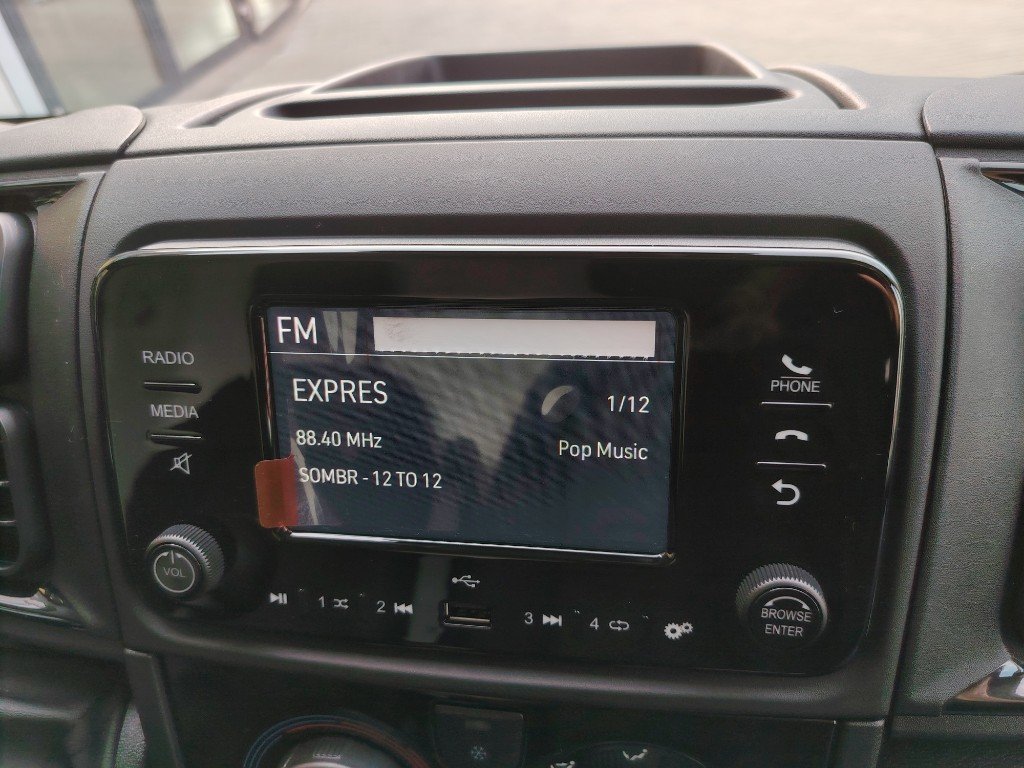 FM
RADIO
MEDIA
EXPRES
1/12
88.40 MHz
Pop Music
SOMBR - 12 TO 12
PHONE
VOL
1
2
3
4
BROWSE
ENTER